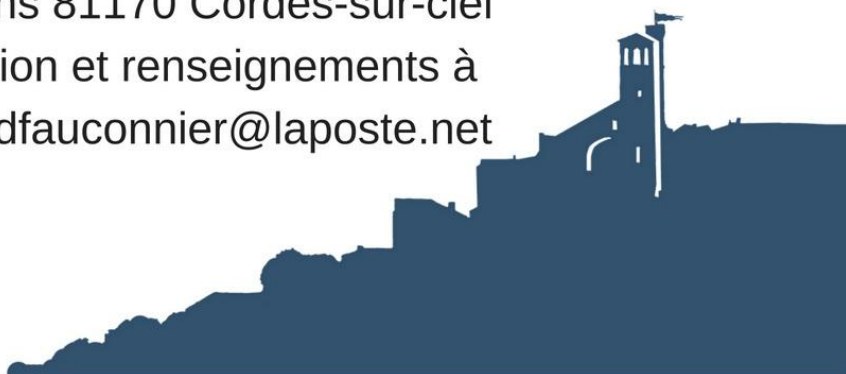 ns 81170 Cordes-sur-ciel
ion et renseignements à
dfauconnier@laposte.net